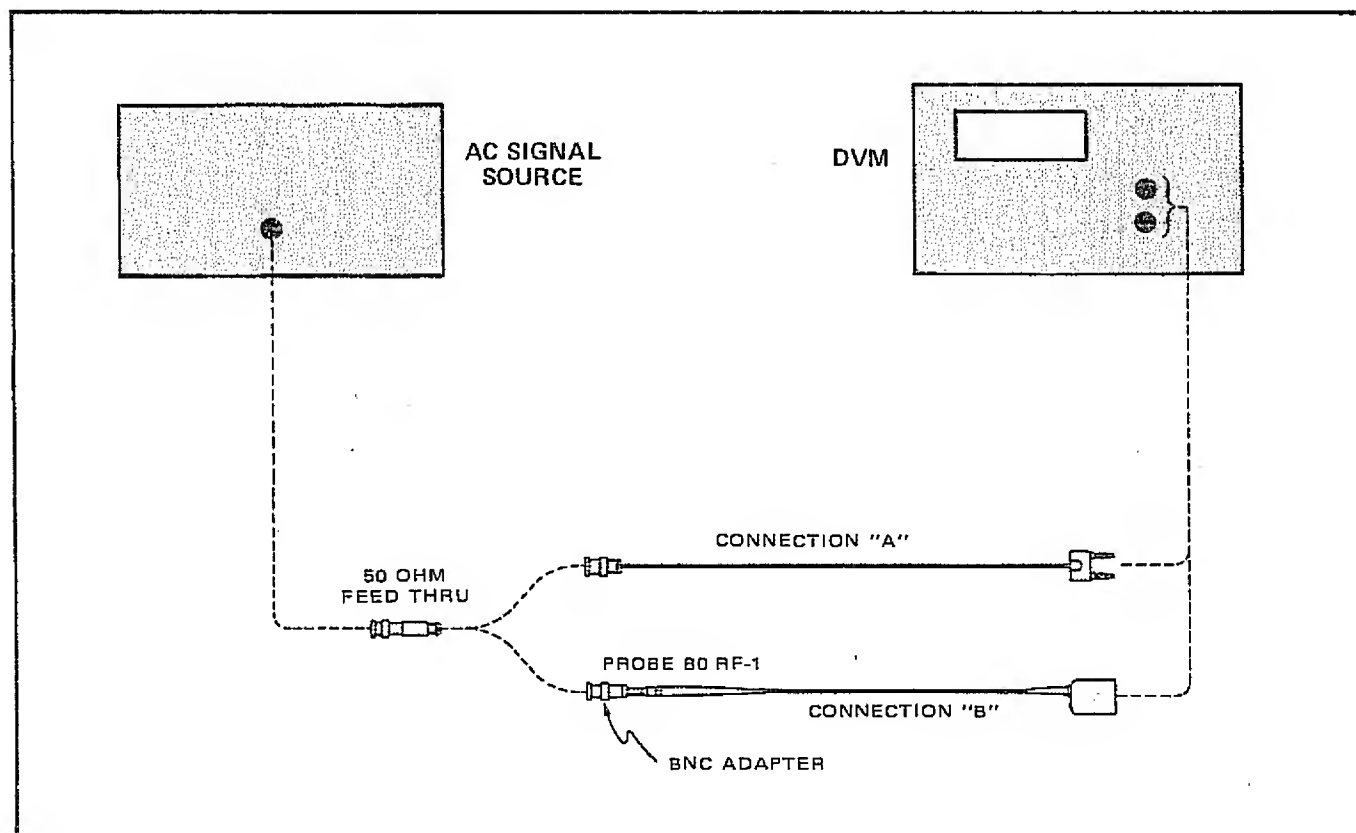 AC SIGNAL
SOURCE
DVM
CONNECTION "A"
50 OHM
FEED THRU
PROBE 80 RF-1
CONNECTION "B"
BNC ADAPTER